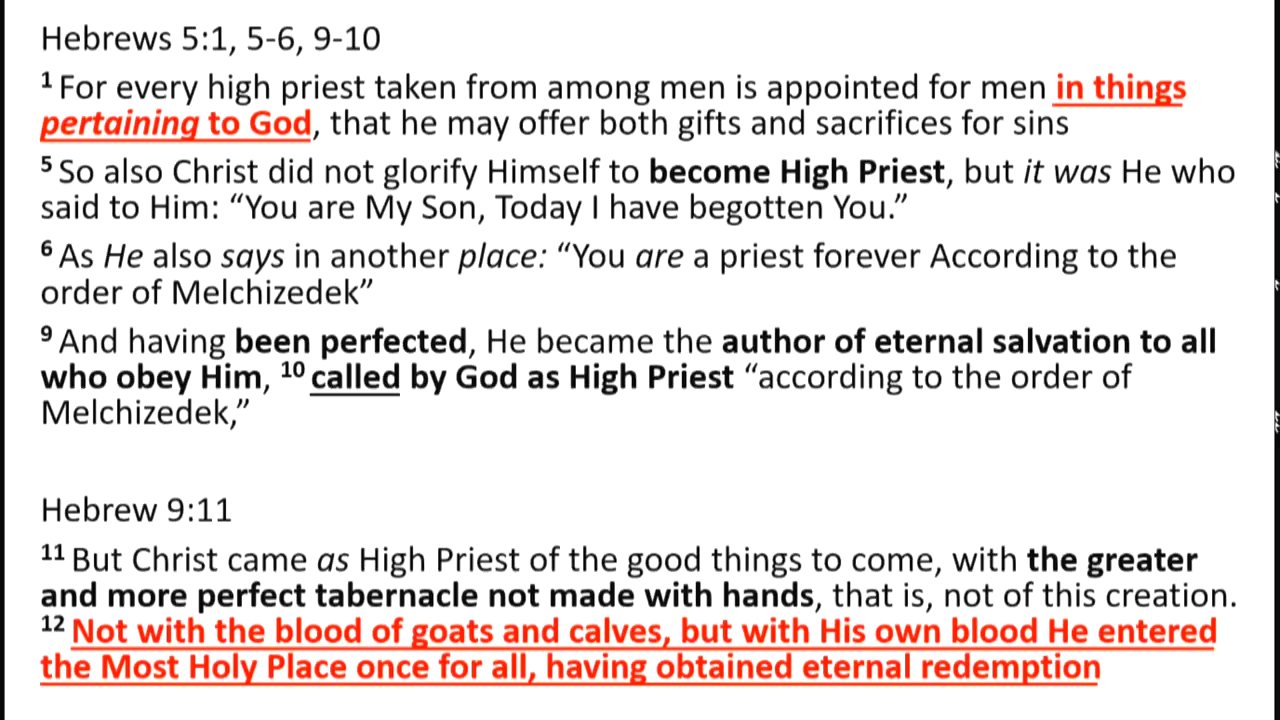 Hebrews 5:1, 5-6, 9-10
1 For every high priest taken from among men is appointed for men in things
pertaining to God, that he may offer both gifts and sacrifices for sins
5 So also Christ did not glorify Himself to become High Priest, but it was He who
said to Him: “You are My Son, Today I have begotten You.”
6 As He also says in another place: “You are a priest forever According to the
order of Melchizedek”
9 And having been perfected, He became the author of eternal salvation to all
who obey Him, 10 called by God as High Priest “according to the order of
Melchizedek,”
Hebrew 9:11
11 But Christ came as High Priest of the good things to come, with the greater
and more perfect tabernacle not made with hands, that is, not of this creation.
12 Not with the blood of goats and calves, but with His own blood He entered
the Most Holy Place once for all, having obtained eternal redemption